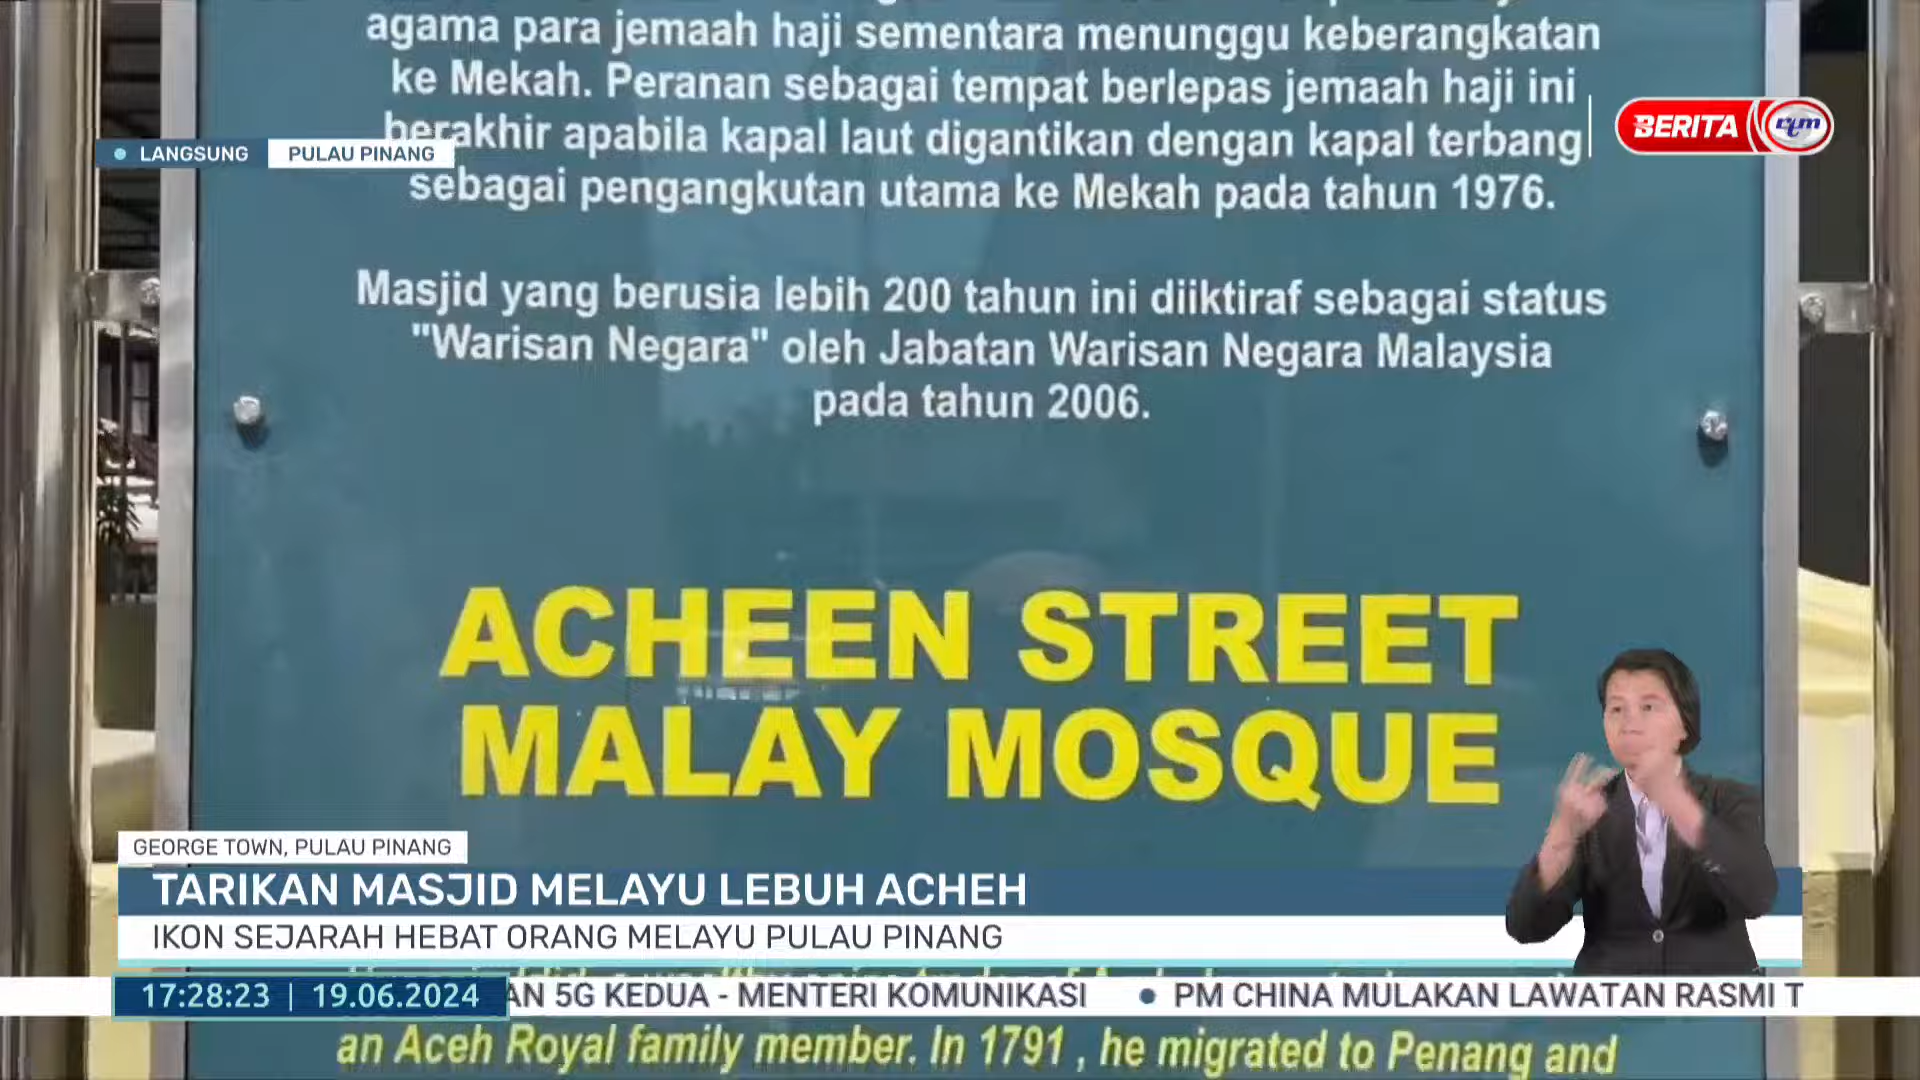 agama para jemaah haji sementara menunggu keberangkatan
ke Mekah. Peranan sebagai tempat berlepas jemaah haji ini
berakhir apabila kapal laut digantikan dengan kapal terbang
sebagai pengangkutan utama ke Mekah pada tahun 1976.
LANGSUNG PULAU PINANG
BERITA rtm
Masjid yang berusia lebih 200 tahun ini diiktiraf sebagai status
"Warisan Negara" oleh Jabatan Warisan Negara Malaysia
pada tahun 2006.
ACHEEN STREET
MALAY MOSQUE
GEORGE TOWN, PULAU PINANG
TARIKAN MASJID MELAYU LEBUH ACHEH
IKON SEJARAH HEBAT ORANG MELAYU PULAU PINANG
17:28:23 | 19.06.2024 AN 5G KEDUA - MENTERI KOMUNIKASI • PM CHINA MULAKAN LAWATAN RASMI T
an Aceh Royal family member. In 1791 , he migrated to Penang and